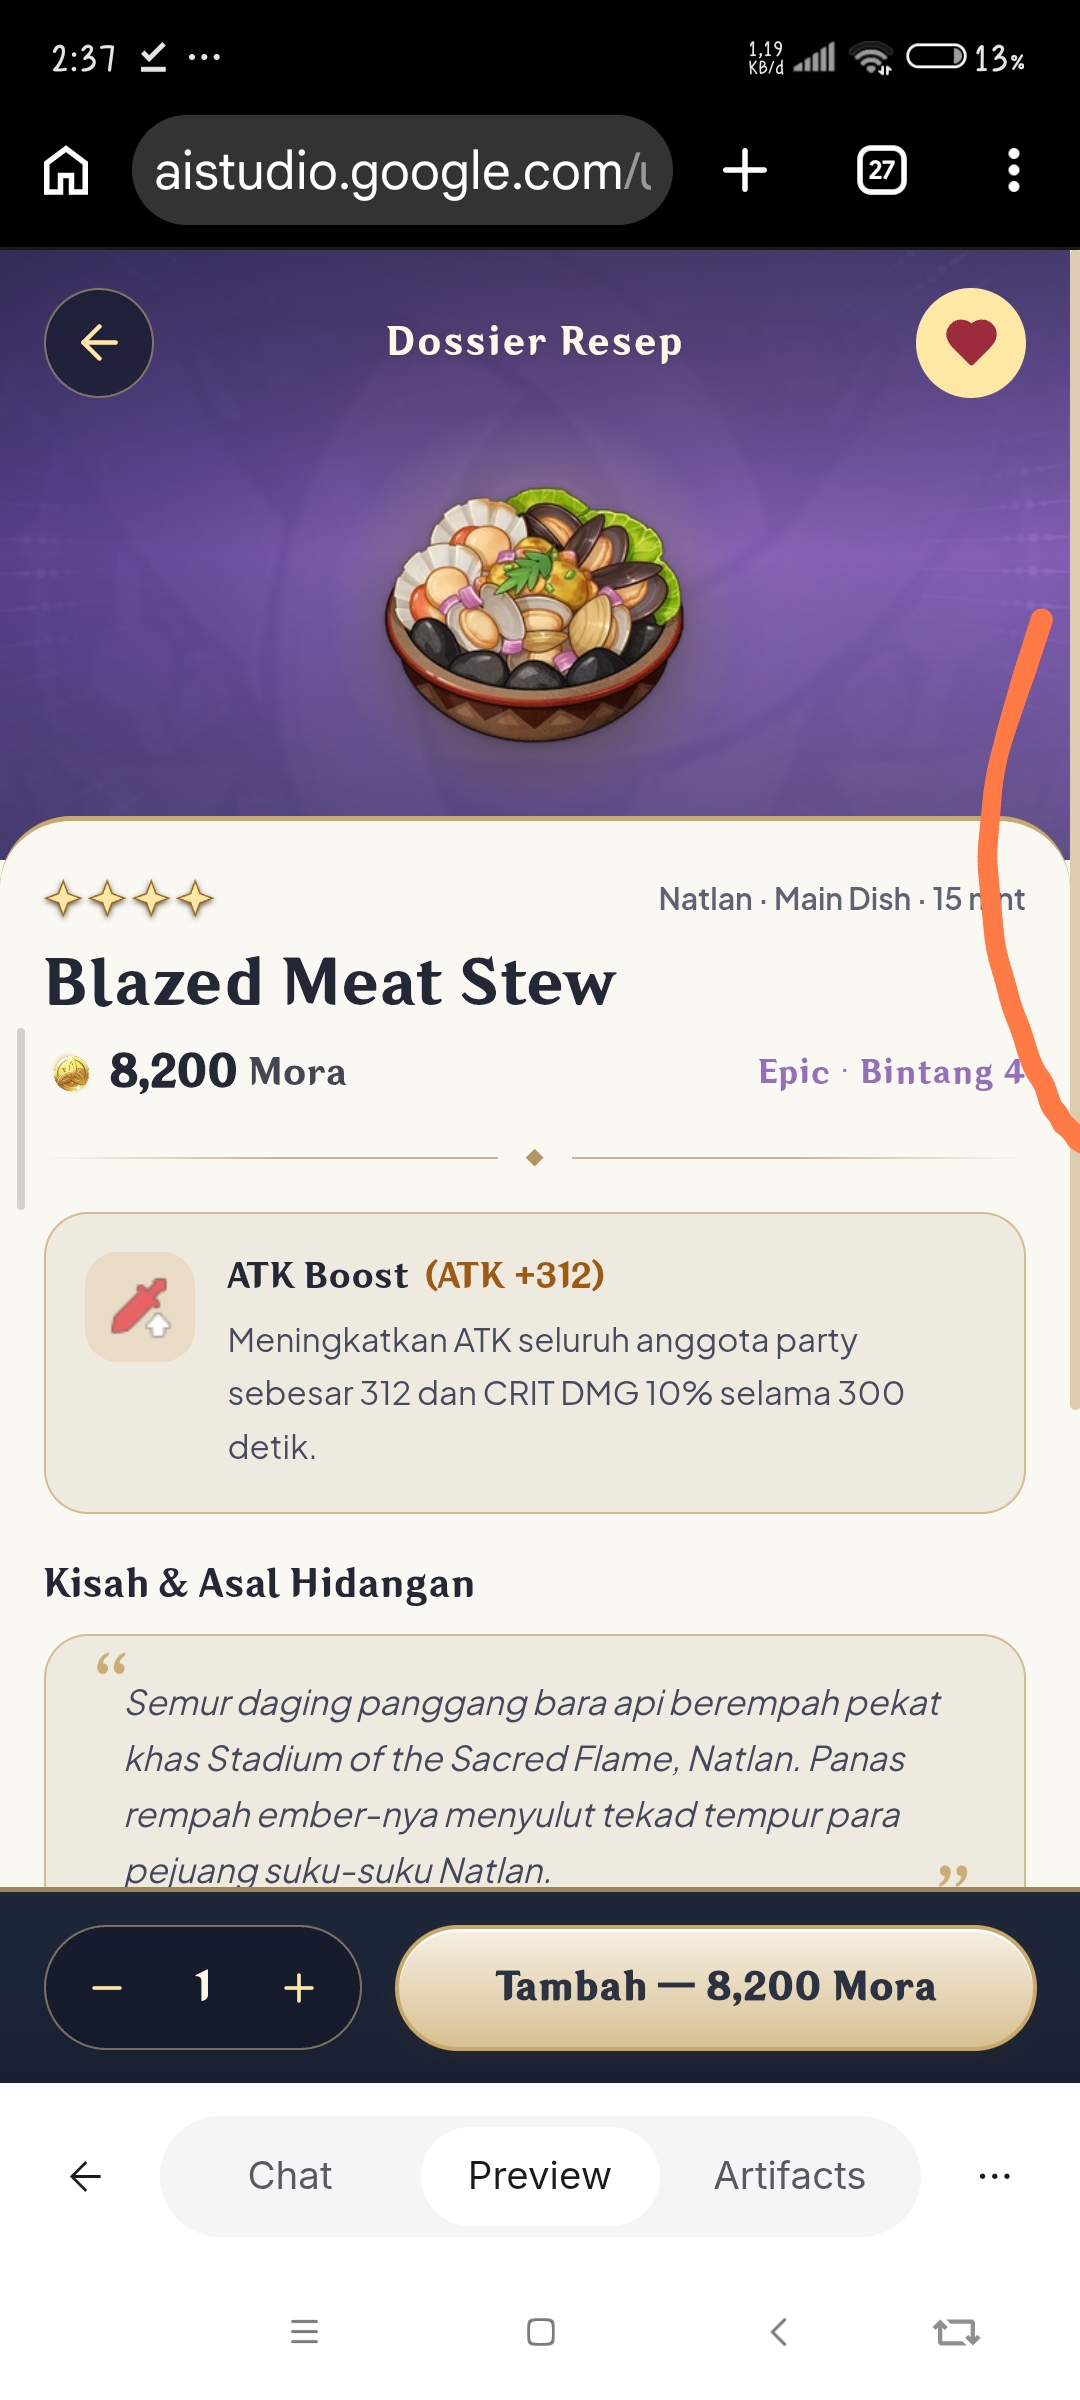 2:37
1,19
KB/d
13%
aistudio.google.com/
27
Dossier Resep
Natlan · Main Dish · 15
Blazed Meat Stew
8,200 Mora
Epic · Bintang 4
ATK Boost (ATK +312)
Meningkatkan ATK seluruh anggota party
sebesar 312 dan CRIT DMG 10% selama 300
detik.
Kisah & Asal Hidangan
“
Semur daging panggang bara api berempah pekat
khas Stadium of the Sacred Flame, Natlan. Panas
rempah ember-nya menyulut tekad tempur para
pejuang suku-suku Natlan.
”
1
Tambah — 8,200 Mora
Chat
Preview
Artifacts